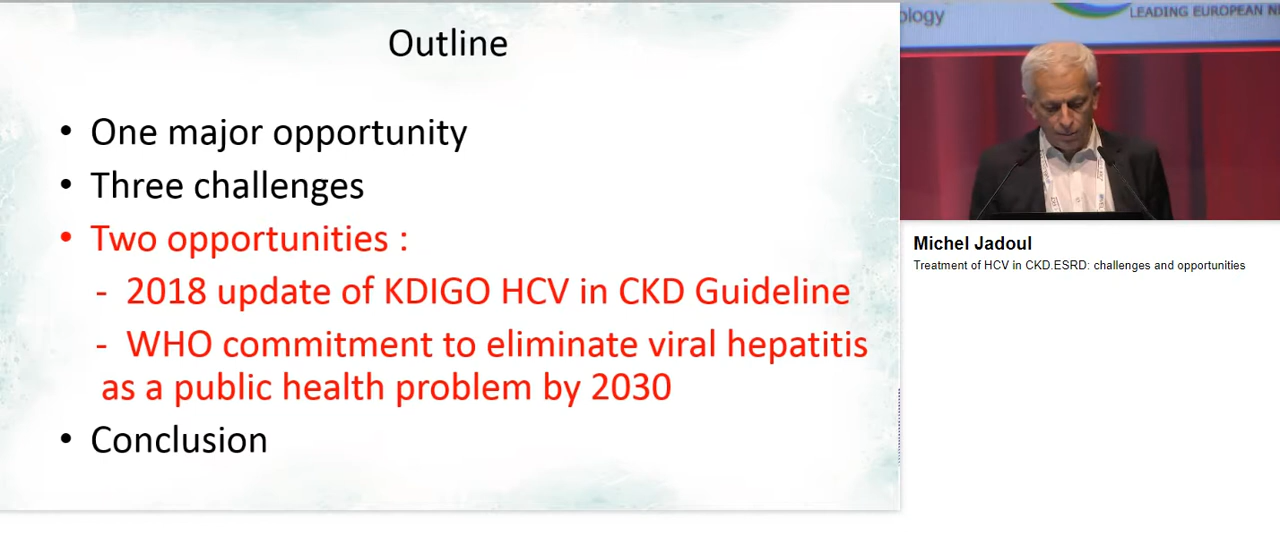 Outline
• One major opportunity
• Three challenges
• Two opportunities :
- 2018 update of KDIGO HCV in CKD Guideline
- WHO commitment to eliminate viral hepatitis
as a public health problem by 2030
• Conclusion
LEADING EUROPEAN
Michel Jadoul
Treatment of HCV in CKD.ESRD: challenges and opportunities